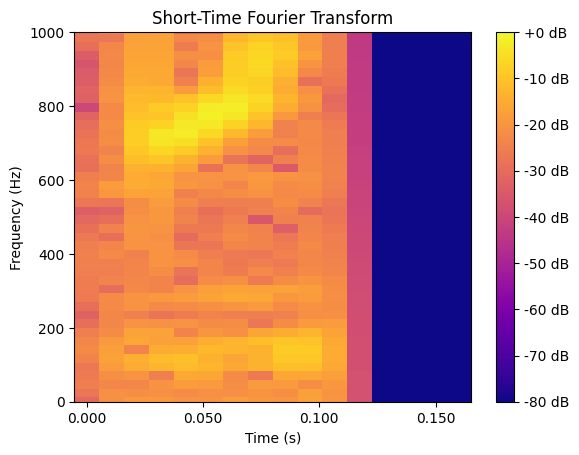 Short-Time Fourier Transform
1000
800
600
400
200
0
Frequency (Hz)
0.000
0.050
0.100
0.150
Time (s)
+0 dB
-10 dB
-20 dB
-30 dB
-40 dB
-50 dB
-60 dB
-70 dB
-80 dB